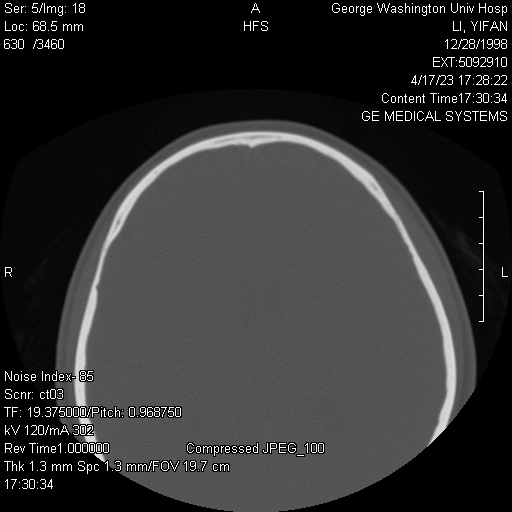 Ser: 5/Img: 18
Loc: 68.5 mm
630 /3460
A
HFS
George Washington Univ Hosp
LI, YIFAN
12/28/1998
EXT:5092910
4/17/23 17:28:22
Content Time17:30:34
GE MEDICAL SYSTEMS
R
L
Noise Index- 85
Scnr: ct03
TF: 19.375000/Pitch: 0.968750
kV 120/mA 302
Rev Time1.000000
Compressed JPEG_100
Thk 1.3 mm Spc 1.3 mm/FOV 19.7 cm
17:30:34